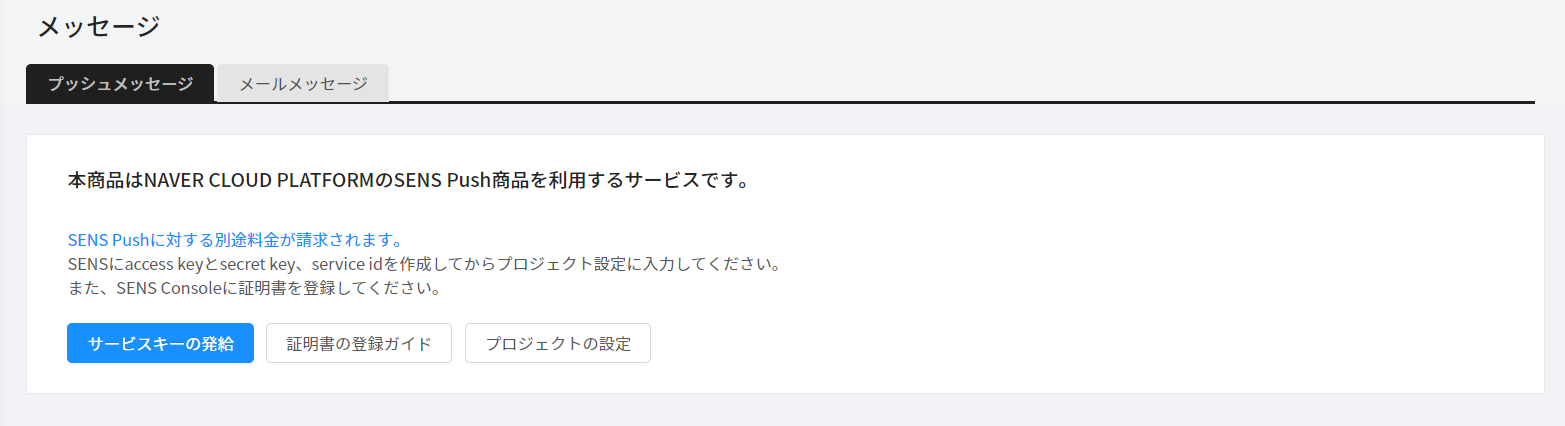 メッセージ
プッシュメッセージ メールメッセージ
本商品はNAVER CLOUD PLATFORMのSENS Push商品を利用するサービスです。
SENS Pushに対する別途料金が請求されます。
SENSにaccess keyとsecret key、service idを作成してからプロジェクト設定に入力してください。
また、SENS Consoleに証明書を登録してください。
サービスキーの発給 証明書の登録ガイド プロジェクトの設定